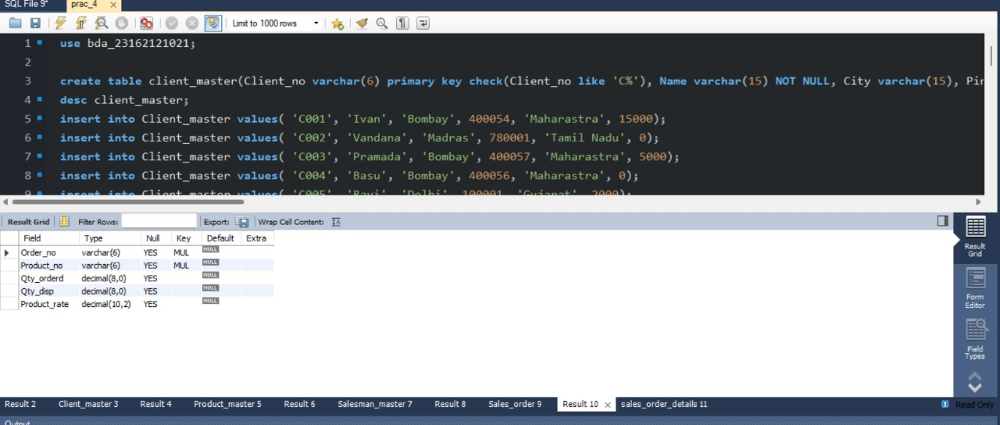 SQL File 9*
prac_4
Limit to 1000 rows
1 use bda_23162121021;
2
3 create table client_master(Client_no varchar(6) primary key check(Client_no like 'C%'), Name varchar(15) NOT NULL, City varchar(15), Pin
4 desc client_master;
5 insert into Client_master values( 'C001', 'Ivan', 'Bombay', 400054, 'Maharastra', 15000);
6 insert into Client_master values( 'C002', 'Vandana', 'Madras', 780001, 'Tamil Nadu', 0);
7 insert into Client_master values( 'C003', 'Pramada', 'Bombay', 400057, 'Maharastra', 5000);
8 insert into Client_master values( 'C004', 'Basu', 'Bombay', 400056, 'Maharastra', 0);
9 insert into Client_master values( 'C005', 'Ravi', 'Delhi', 100001, 'Gujarat', 2000);
Result Grid Filter Rows: Export: Wrap Cell Content:
Field Type Null Key Default Extra
Order_no varchar(6) YES MUL NULL
Product_no varchar(6) YES MUL NULL
Qty_orderd decimal(8,0) YES NULL
Qty_disp decimal(8,0) YES NULL
Product_rate decimal(10,2) YES NULL
Result
Grid
Form
Editor
Field
Types
Result 2 Client_master 3 Result 4 Product_master 5 Result 6 Salesman_master 7 Result 8 Sales_order 9 Result 10 sales_order_details 11 Read Only
Output